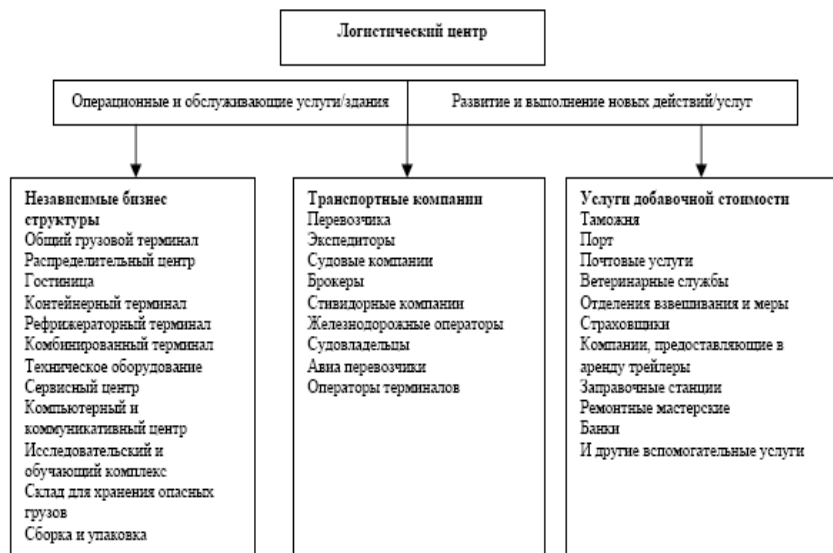 Логистический центр
Операционные и обслуживающие услуги/здания
Развитие и выполнение новых действий/услуг
Независимые бизнес
структуры
Общий грузовой терминал
Распределительный центр
Гостиница
Контейнерный терминал
Рефрижераторный терминал
Комбинированный терминал
Техническое оборудование
Сервисный центр
Компьютерный и
коммуникативный центр
Исследовательский и
обучающий комплекс
Склад для хранения опасных
грузов
Сборка и упаковка
Транспортные компании
Перевозчика
Экспедиторы
Судовые компании
Брокеры
Стивидорные компании
Железнодорожные операторы
Судовладельцы
Авиа перевозчики
Операторы терминалов
Услуги добавочной стоимости
Таможня
Порт
Почтовые услуги
Ветеринарные службы
Отделения взвешивания и меры
Страховщики
Компании, предоставляющие в
аренду трейлеры
Заправочные станции
Ремонтные мастерские
Банки
И другие вспомогательные услуги